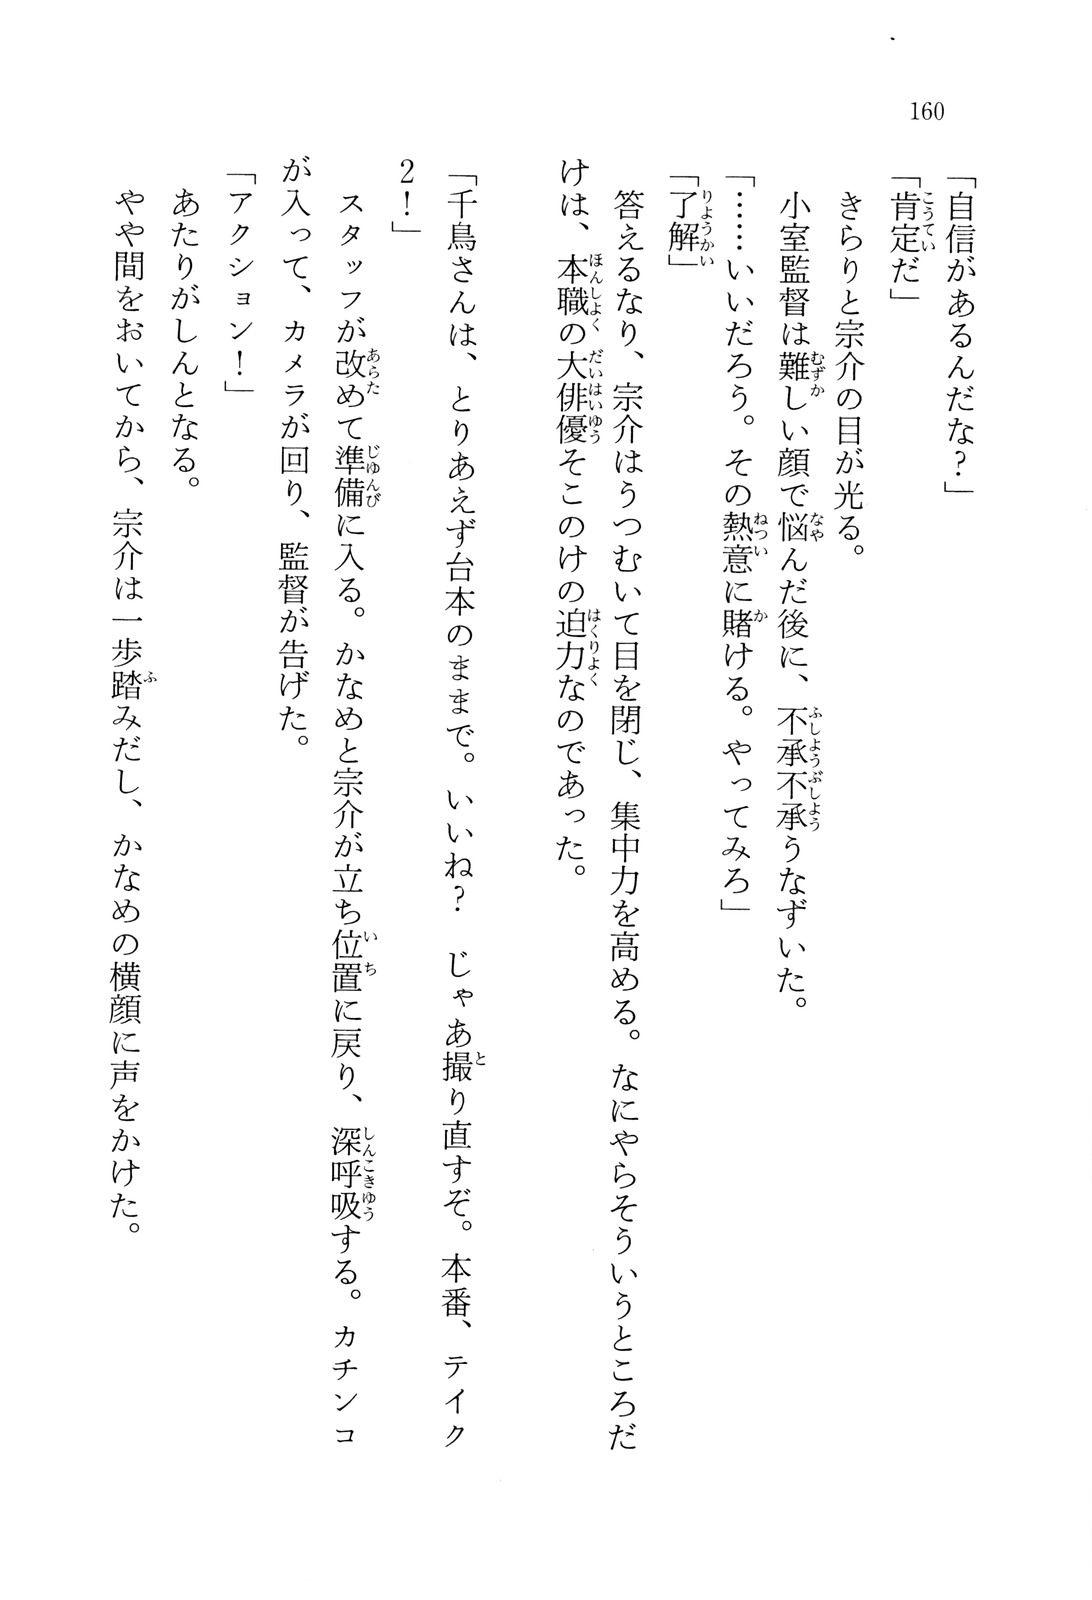 160
「自信があるんだな？」
「肯定だ」
きらりと宗介の目が光る。
小室監督は難しい顔で悩んだ後に、不承不承うなずいた。
「……いいだろう。その熱意に賭ける。やってみろ」
「了解」
答えるなり、宗介はうつむいて目を閉じ、集中力を高める。なにやらそういうところだ
けは、本職の大俳優そこのけの迫力なのであった。
「千鳥さんは、とりあえず台本のままで。いいね？　じゃあ撮り直すぞ。本番、テイク
2！」
スタッフが改めて準備に入る。かなめと宗介が立ち位置に戻り、深呼吸する。カチンコ
が入って、カメラが回り、監督が告げた。
「アクション！」
あたりがしんとなる。
やや間をおいてから、宗介は一歩踏みだし、かなめの横顔に声をかけた。